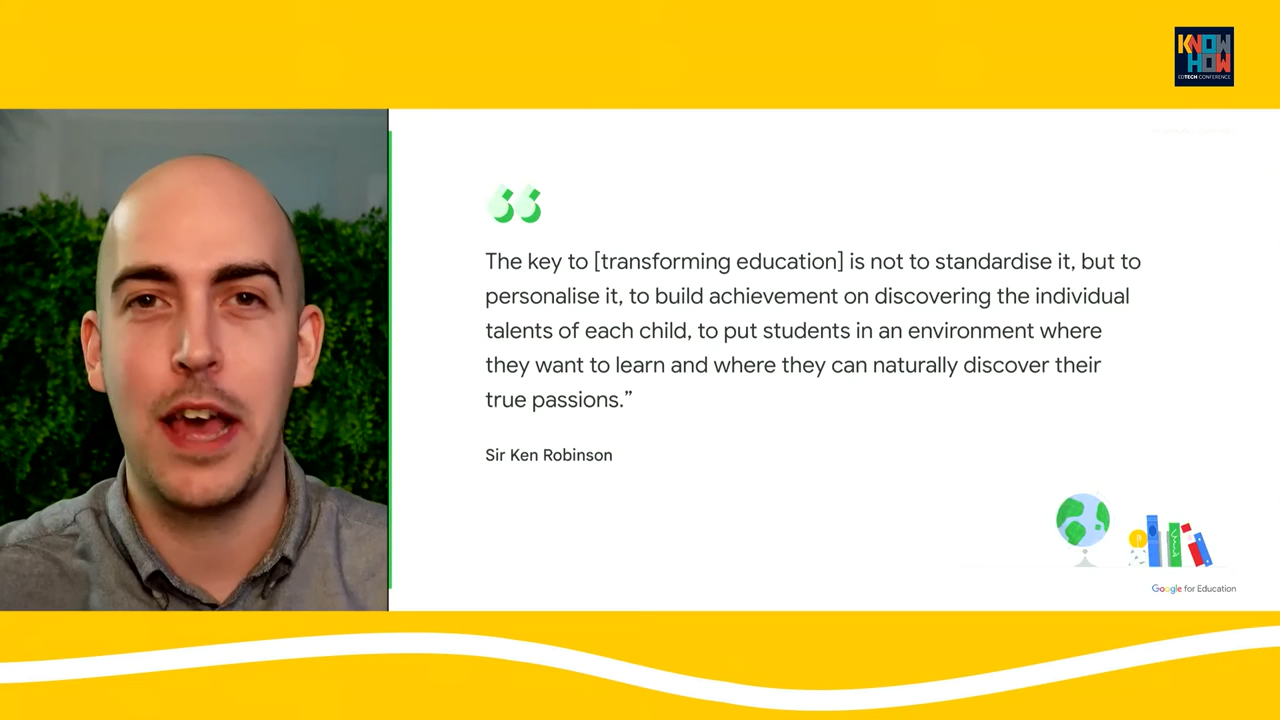 KNOW
HOW
EDTECH CONFERENCE
The key to [transforming education] is not to standardise it, but to
personalise it, to build achievement on discovering the individual
talents of each child, to put students in an environment where
they want to learn and where they can naturally discover their
true passions.”
Sir Ken Robinson
Google for Education